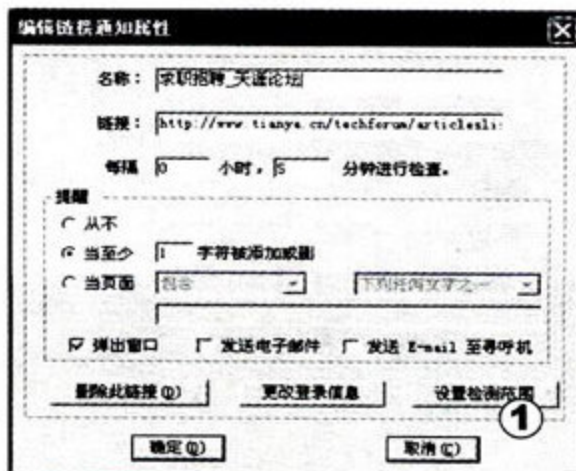 编辑链接通知属性
名称: 求职招聘_天涯论坛
链接: http://www.tianya.cn/techforum/articleslis
每隔 0 小时, 5 分钟进行检查。
提醒
从不
当至少 1 字符被添加或删
当页面 包含 下列任何文字之一
弹出窗口 发送电子邮件 发送 E-mail 至寻呼机
删除此链接(D) 更改登录信息 设置检测范围
①
确定(O) 取消(C)